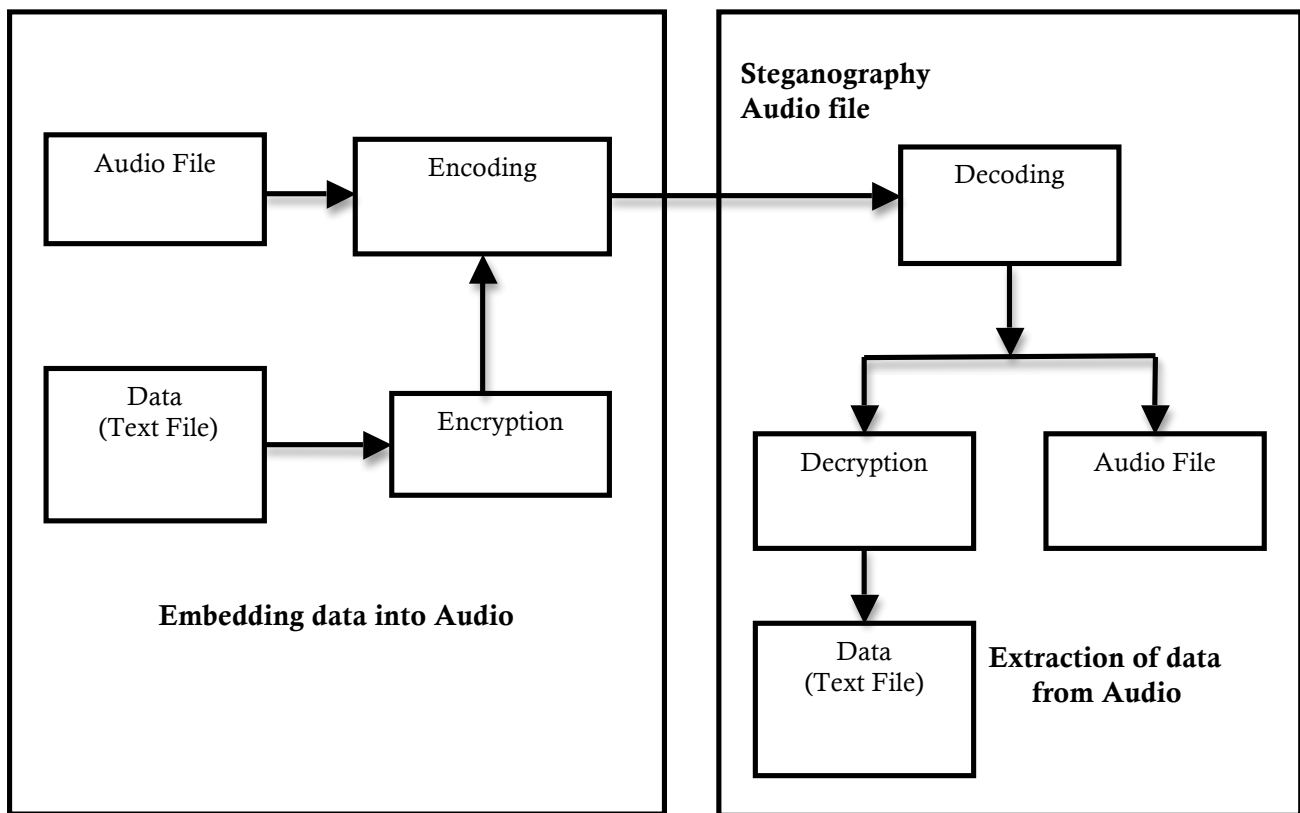 Audio File
Encoding
Data
(Text File)
Encryption
Embedding data into Audio
Steganography
Audio file
Decoding
Decryption
Audio File
Data
(Text File)
Extraction of data
from Audio